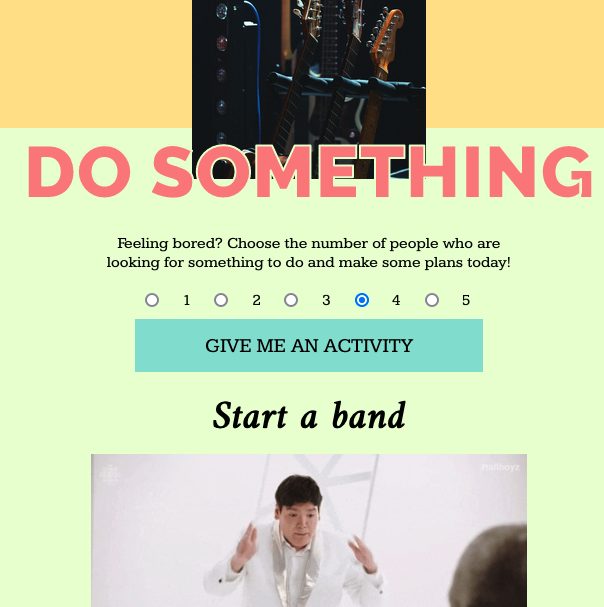 DO SOMETHING
Feeling bored? Choose the number of people who are
looking for something to do and make some plans today!
1 2 3 4 5
GIVE ME AN ACTIVITY
Start a band
#tallboyz